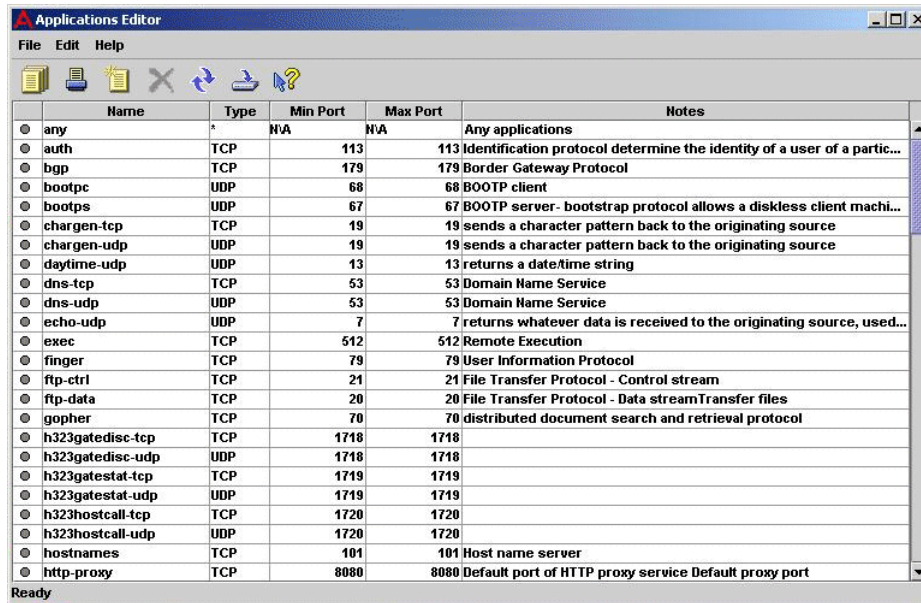 Applications Editor
File Edit Help
Name Type Min Port Max Port Notes
any * N\A N\A Any applications
auth TCP 113 113 Identification protocol determine the identity of a user of a partic...
bgp TCP 179 179 Border Gateway Protocol
bootpc UDP 68 68 BOOTP client
bootps UDP 67 67 BOOTP server- bootstrap protocol allows a diskless client machi...
chargen-tcp TCP 19 19 sends a character pattern back to the originating source
chargen-udp UDP 19 19 sends a character pattern back to the originating source
daytime-udp UDP 13 13 returns a date/time string
dns-tcp TCP 53 53 Domain Name Service
dns-udp UDP 53 53 Domain Name Service
echo-udp UDP 7 7 returns whatever data is received to the originating source, used...
exec TCP 512 512 Remote Execution
finger TCP 79 79 User Information Protocol
ftp-ctrl TCP 21 21 File Transfer Protocol - Control stream
ftp-data TCP 20 20 File Transfer Protocol - Data streamTransfer files
gopher TCP 70 70 distributed document search and retrieval protocol
h323gatedisc-tcp TCP 1718 1718
h323gatedisc-udp UDP 1718 1718
h323gatestat-tcp TCP 1719 1719
h323gatestat-udp UDP 1719 1719
h323hostcall-tcp TCP 1720 1720
h323hostcall-udp UDP 1720 1720
hostnames TCP 101 101 Host name server
http-proxy TCP 8080 8080 Default port of HTTP proxy service Default proxy port
Ready